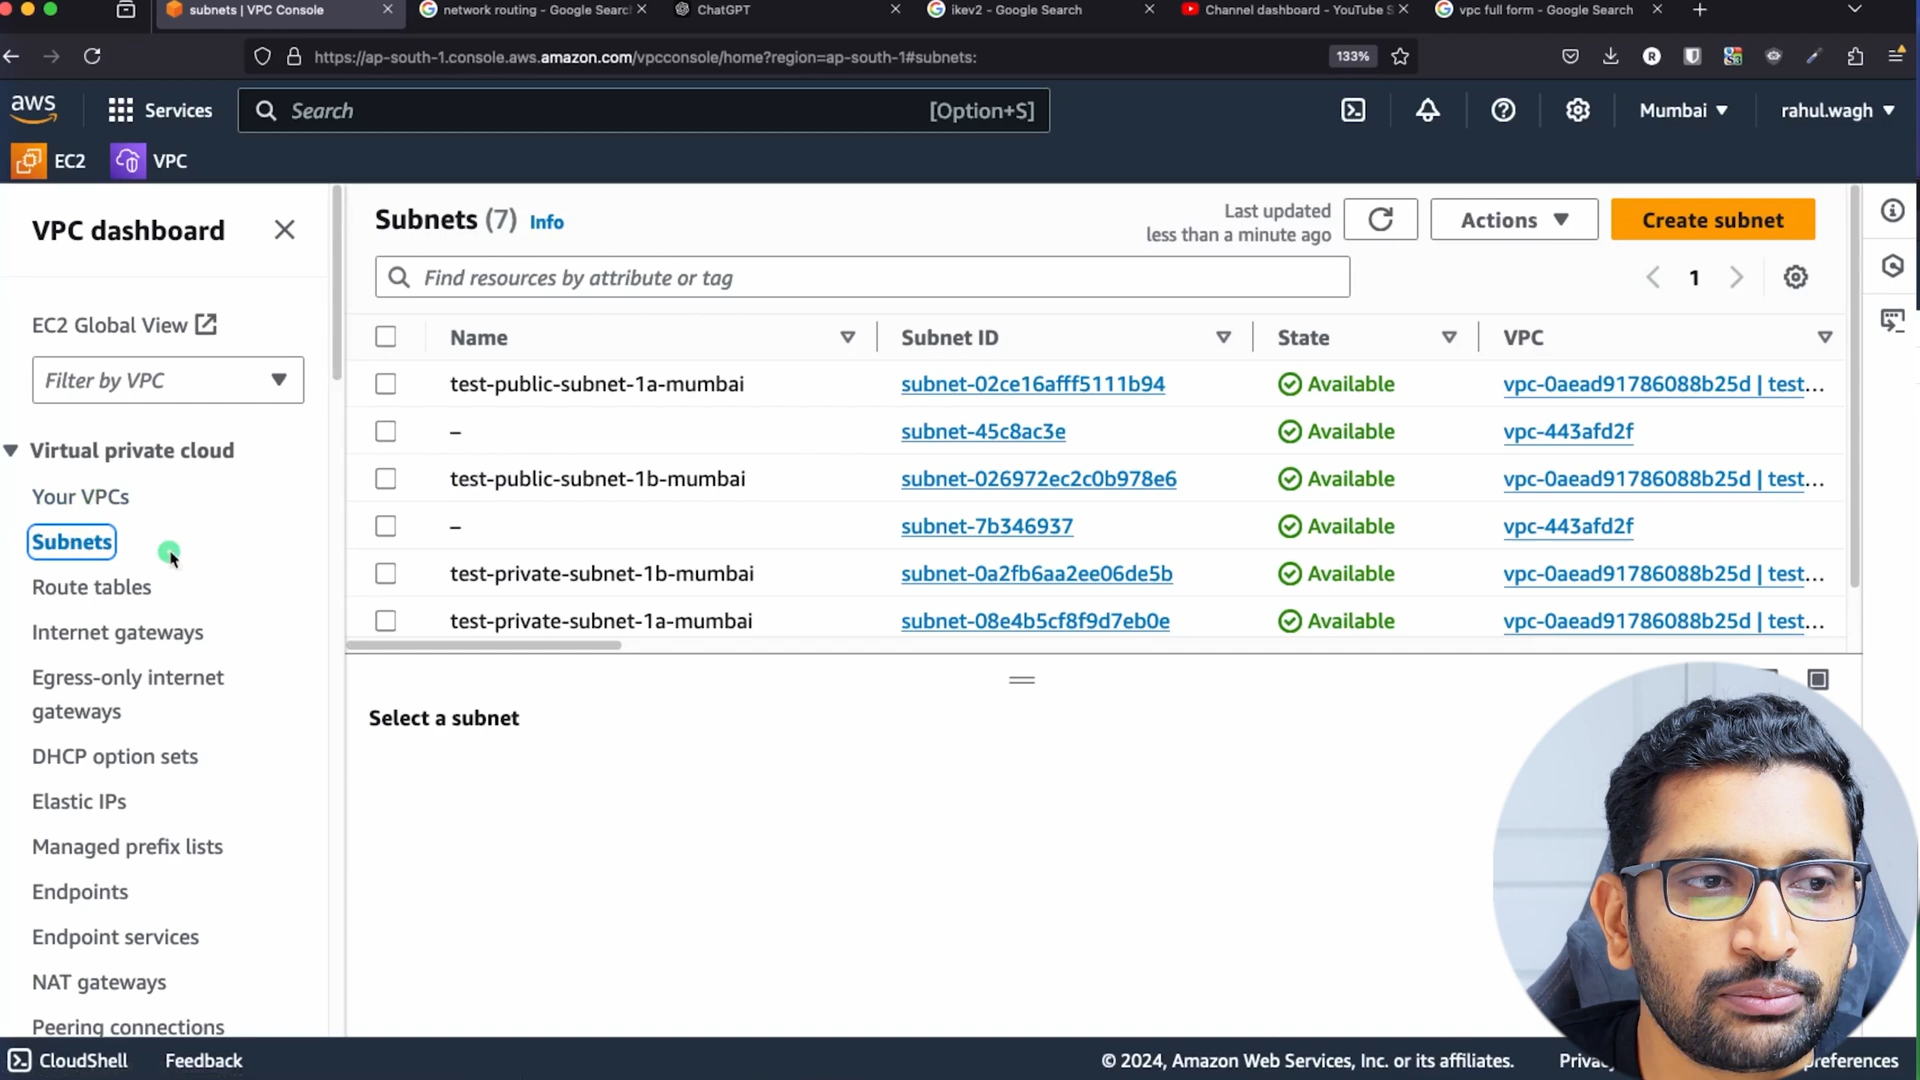 subnets | VPC Console
network routing - Google Searc
ChatGPT
ikev2 - Google Search
Channel dashboard - YouTube S
vpc full form - Google Search
https://ap-south-1.console.aws.amazon.com/vpcconsole/home?region=ap-south-1#subnets:
133%
aws
Services
Search
[Option+S]
Mumbai
rahul.wagh
EC2
VPC
VPC dashboard
EC2 Global View
Filter by VPC
Virtual private cloud
Your VPCs
Subnets
Route tables
Internet gateways
Egress-only internet
gateways
DHCP option sets
Elastic IPs
Managed prefix lists
Endpoints
Endpoint services
NAT gateways
Peering connections
Subnets (7) Info
Last updated
less than a minute ago
Actions
Create subnet
Find resources by attribute or tag
1
Name Subnet ID State VPC
test-public-subnet-1a-mumbai subnet-02ce16afff5111b94 Available vpc-0aead91786088b25d | test...
– subnet-45c8ac3e Available vpc-443afd2f
test-public-subnet-1b-mumbai subnet-026972ec2c0b978e6 Available vpc-0aead91786088b25d | test...
– subnet-7b346937 Available vpc-443afd2f
test-private-subnet-1b-mumbai subnet-0a2fb6aa2ee06de5b Available vpc-0aead91786088b25d | test...
test-private-subnet-1a-mumbai subnet-08e4b5cf8f9d7eb0e Available vpc-0aead91786088b25d | test...
Select a subnet
CloudShell
Feedback
© 2024, Amazon Web Services, Inc. or its affiliates.
Priva
preferences